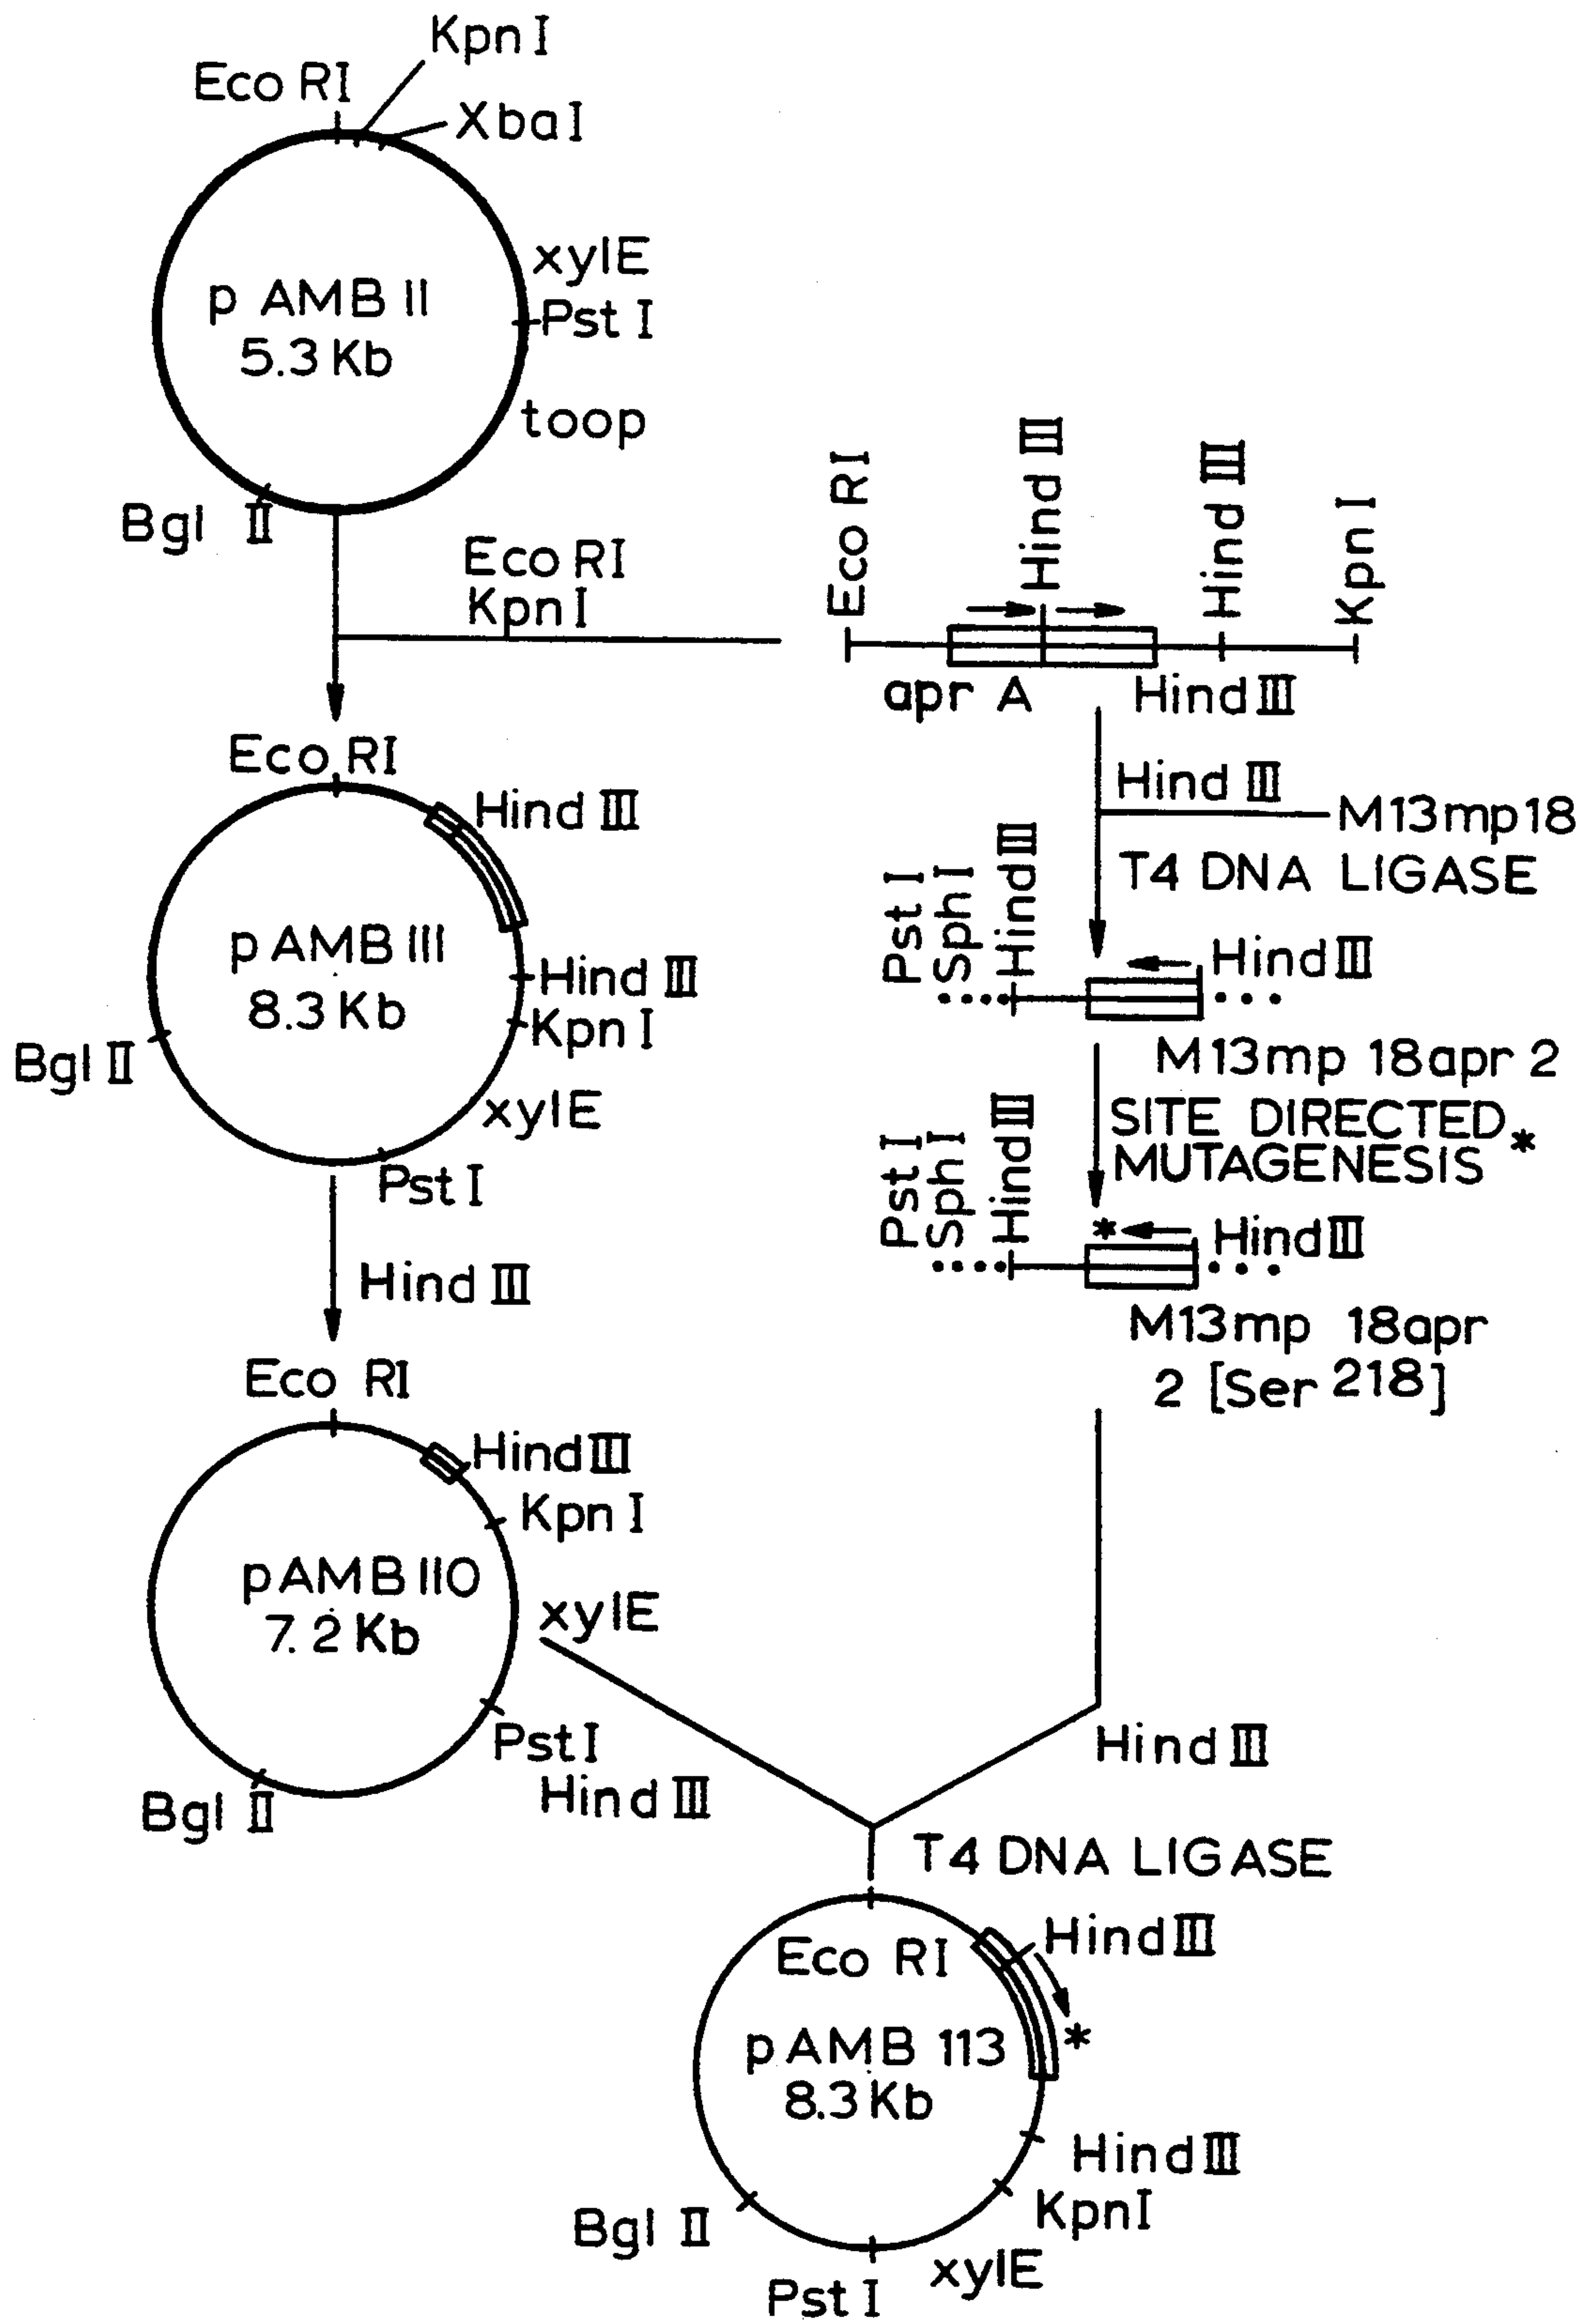 Kpn I
Eco RI
Xba I
xylE
p AMB II
Pst I
5.3 Kb
toop
Bgl II
Eco RI
Kpn I
Eco RI
Hind III
Hind III
Kpn I
apr A
Hind III
Hind III
M13mp18
T4 DNA LIGASE
Eco RI
Hind III
p AMB III
8.3 Kb
Hind III
Kpn I
Bgl II
xylE
Pst I
Pst I
Sph I
Hind III
Hind III
M13mp 18apr 2
SITE DIRECTED
MUTAGENESIS *
Pst I
Sph I
Hind III
* Hind III
M13mp 18apr
2 [Ser 218]
Hind III
Eco RI
Hind III
Kpn I
pAMB 110
7.2 Kb
xylE
Pst I
Hind III
Bgl II
Hind III
T4 DNA LIGASE
Eco RI
Hind III
*
pAMB 113
8.3 Kb
Hind III
KpnI
Bgl II
xylE
Pst I